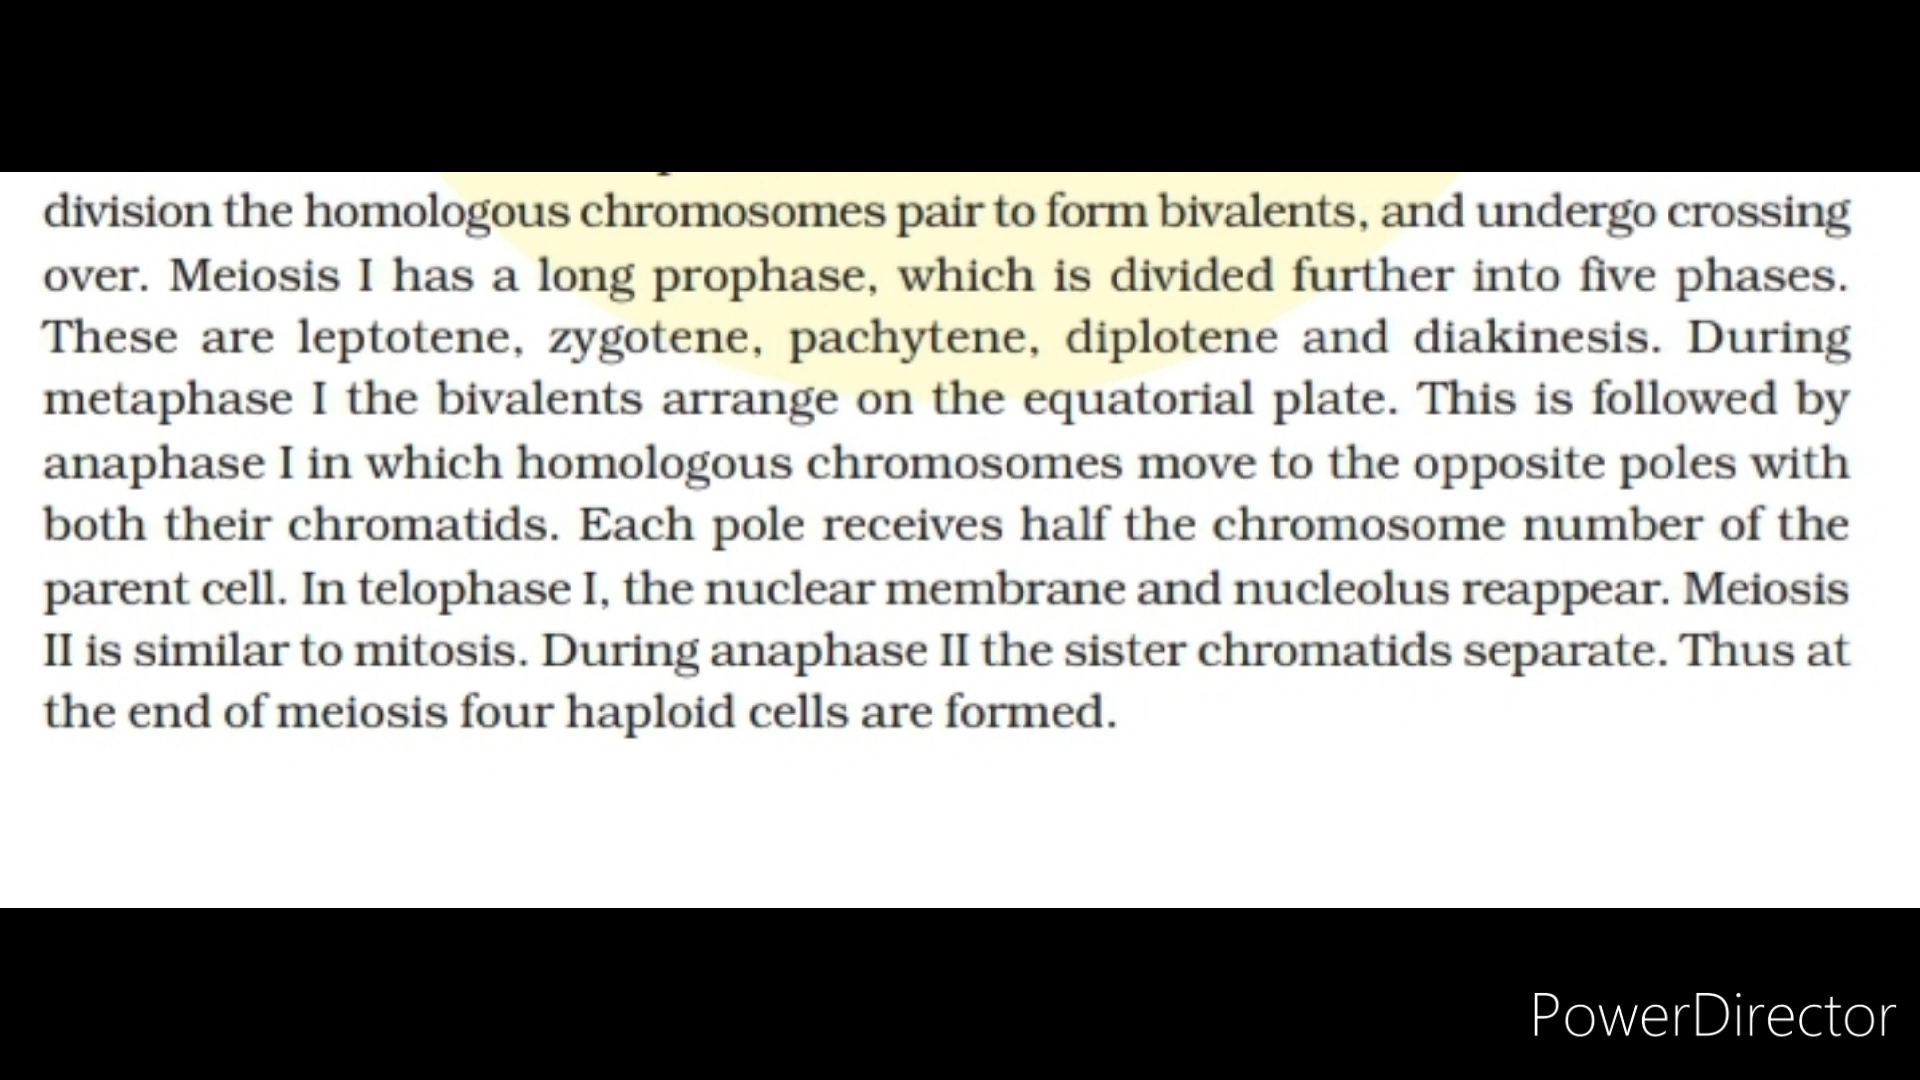 division the homologous chromosomes pair to form bivalents, and undergo crossing
over. Meiosis I has a long prophase, which is divided further into five phases.
These are leptotene, zygotene, pachytene, diplotene and diakinesis. During
metaphase I the bivalents arrange on the equatorial plate. This is followed by
anaphase I in which homologous chromosomes move to the opposite poles with
both their chromatids. Each pole receives half the chromosome number of the
parent cell. In telophase I, the nuclear membrane and nucleolus reappear. Meiosis
II is similar to mitosis. During anaphase II the sister chromatids separate. Thus at
the end of meiosis four haploid cells are formed.
PowerDirector